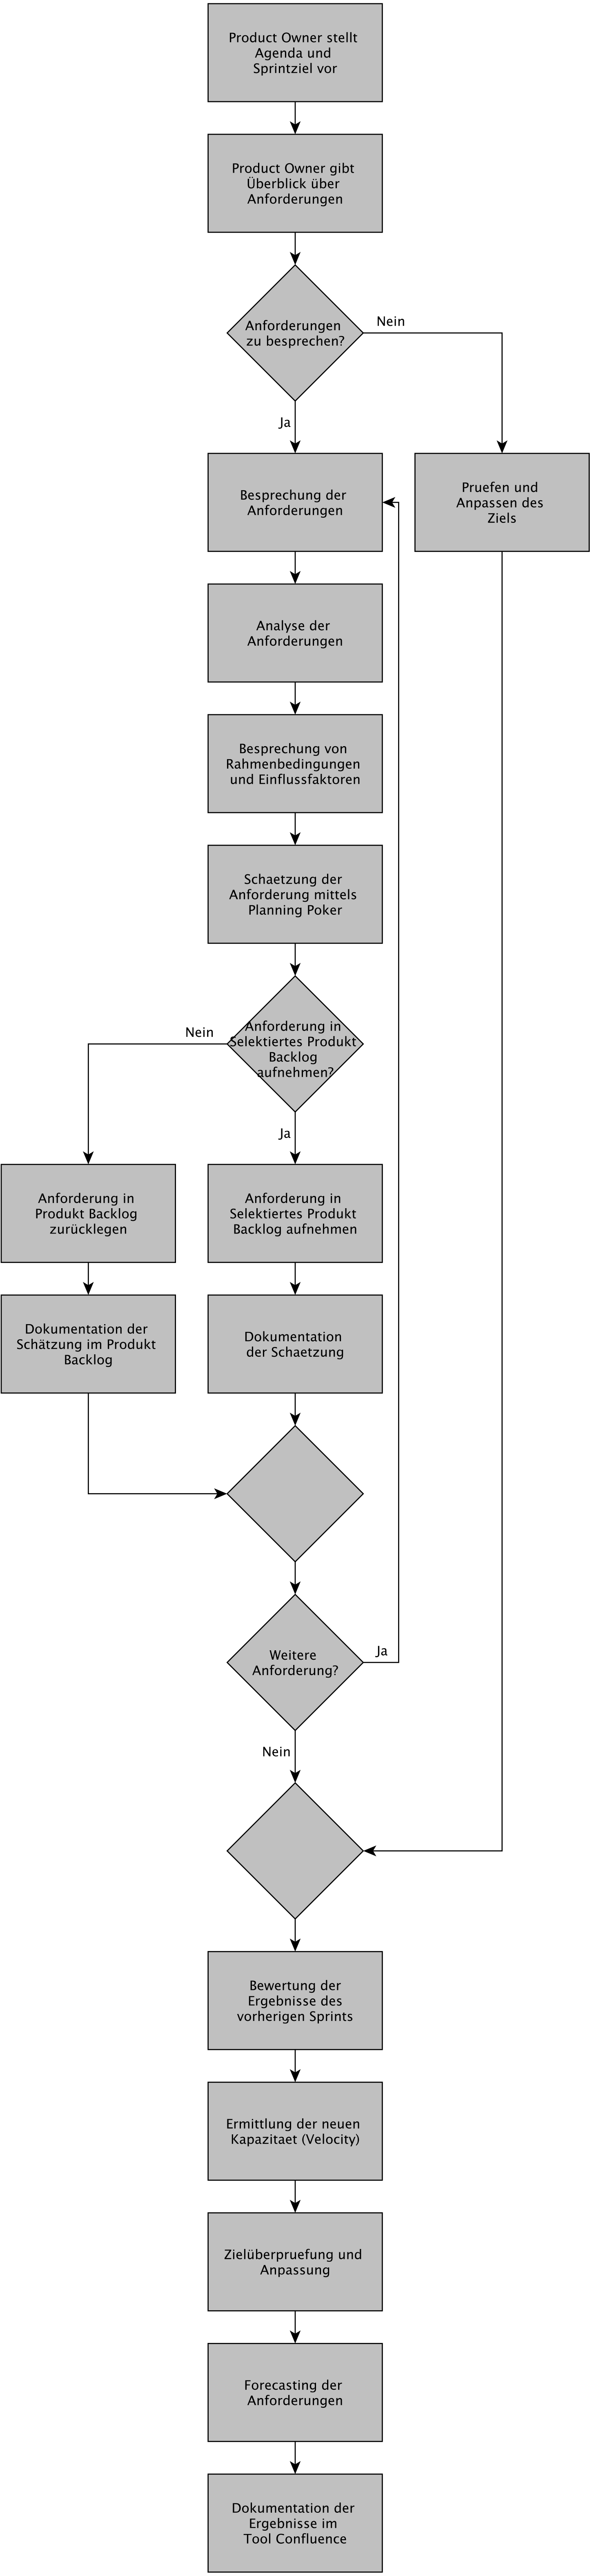 Product Owner stellt
Agenda und
Sprintziel vor
Product Owner gibt
Überblick über
Anforderungen
Anforderungen
zu besprechen?
Nein
Ja
Besprechung der
Anforderungen
Pruefen und
Anpassen des
Ziels
Analyse der
Anforderungen
Besprechung von
Rahmenbedingungen
und Einflussfaktoren
Schaetzung der
Anforderung mittels
Planning Poker
Anforderung in
Selektiertes Produkt
Backlog
aufnehmen?
Nein
Ja
Anforderung in
Produkt Backlog
zurücklegen
Anforderung in
Selektiertes Produkt
Backlog aufnehmen
Dokumentation der
Schätzung im Produkt
Backlog
Dokumentation
der Schaetzung
Weitere
Anforderung?
Ja
Nein
Bewertung der
Ergebnisse des
vorherigen Sprints
Ermittlung der neuen
Kapazitaet (Velocity)
Zielüberpruefung und
Anpassung
Forecasting der
Anforderungen
Dokumentation der
Ergebnisse im
Tool Confluence